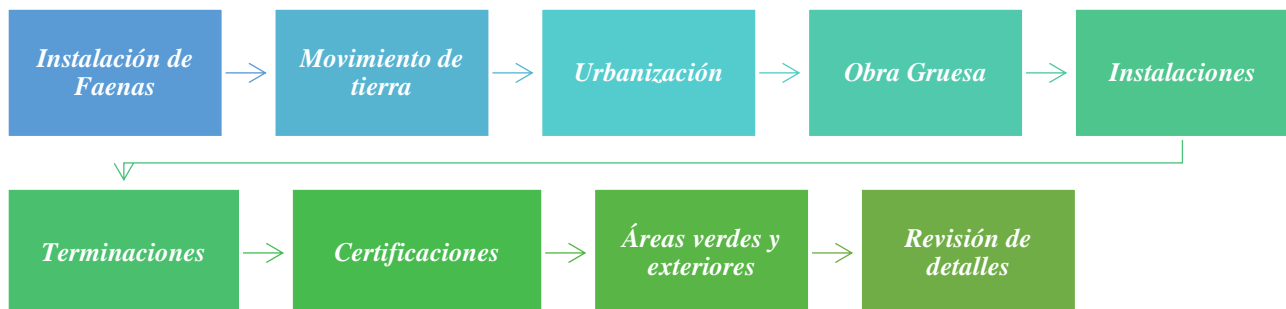 Instalación de
Faenas
Movimiento de
tierra
Urbanización
Obra Gruesa
Instalaciones
Terminaciones
Certificaciones
Áreas verdes y
exteriores
Revisión de
detalles